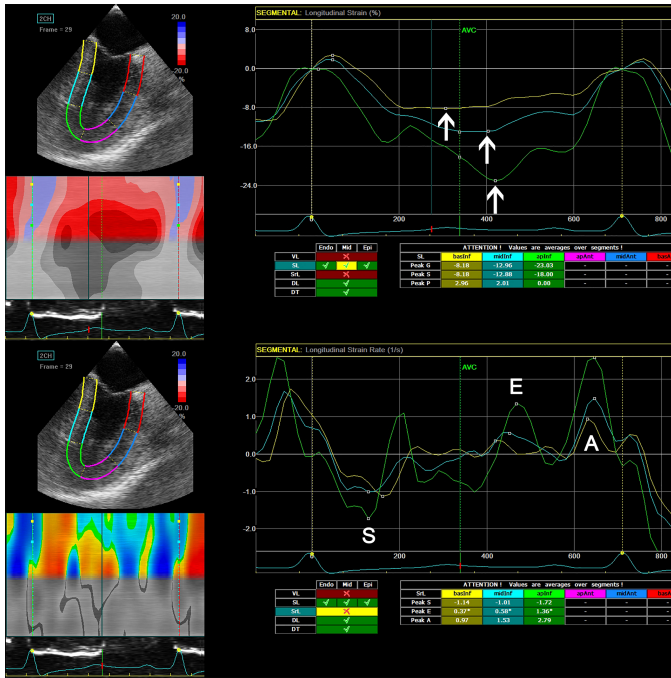 2CH
Frame = 29
20.0
-20.0
%
SEGMENTAL: Longitudinal Strain (%)
AVC
8.0
0.0
-8.0
-16.0
-24.0
0 200 400 600 800
Endo Mid Epi
VL
SL
SrL
DL
DT
ATTENTION ! Values are averages over segments !
SL basInf midInf apInf apAnt midAnt basA
Peak G -8.18 -12.96 -23.03 - - -
Peak S -8.18 -12.88 -18.00 - - -
Peak P 2.96 2.01 0.00 - - -
2CH
Frame = 29
20.0
-20.0
%
SEGMENTAL: Longitudinal Strain Rate (1/s)
AVC
2.0
1.0
0.0
-1.0
-2.0
E
A
S
0 200 400 600 800
Endo Mid Epi
VL
SL
SrL
DL
DT
ATTENTION ! Values are averages over segments !
SrL basInf midInf apInf apAnt midAnt basA
Peak S -1.14 -1.01 -1.72 - - -
Peak E 0.37* 0.58* 1.36* - - -
Peak A 0.97 1.53 2.79 - - -